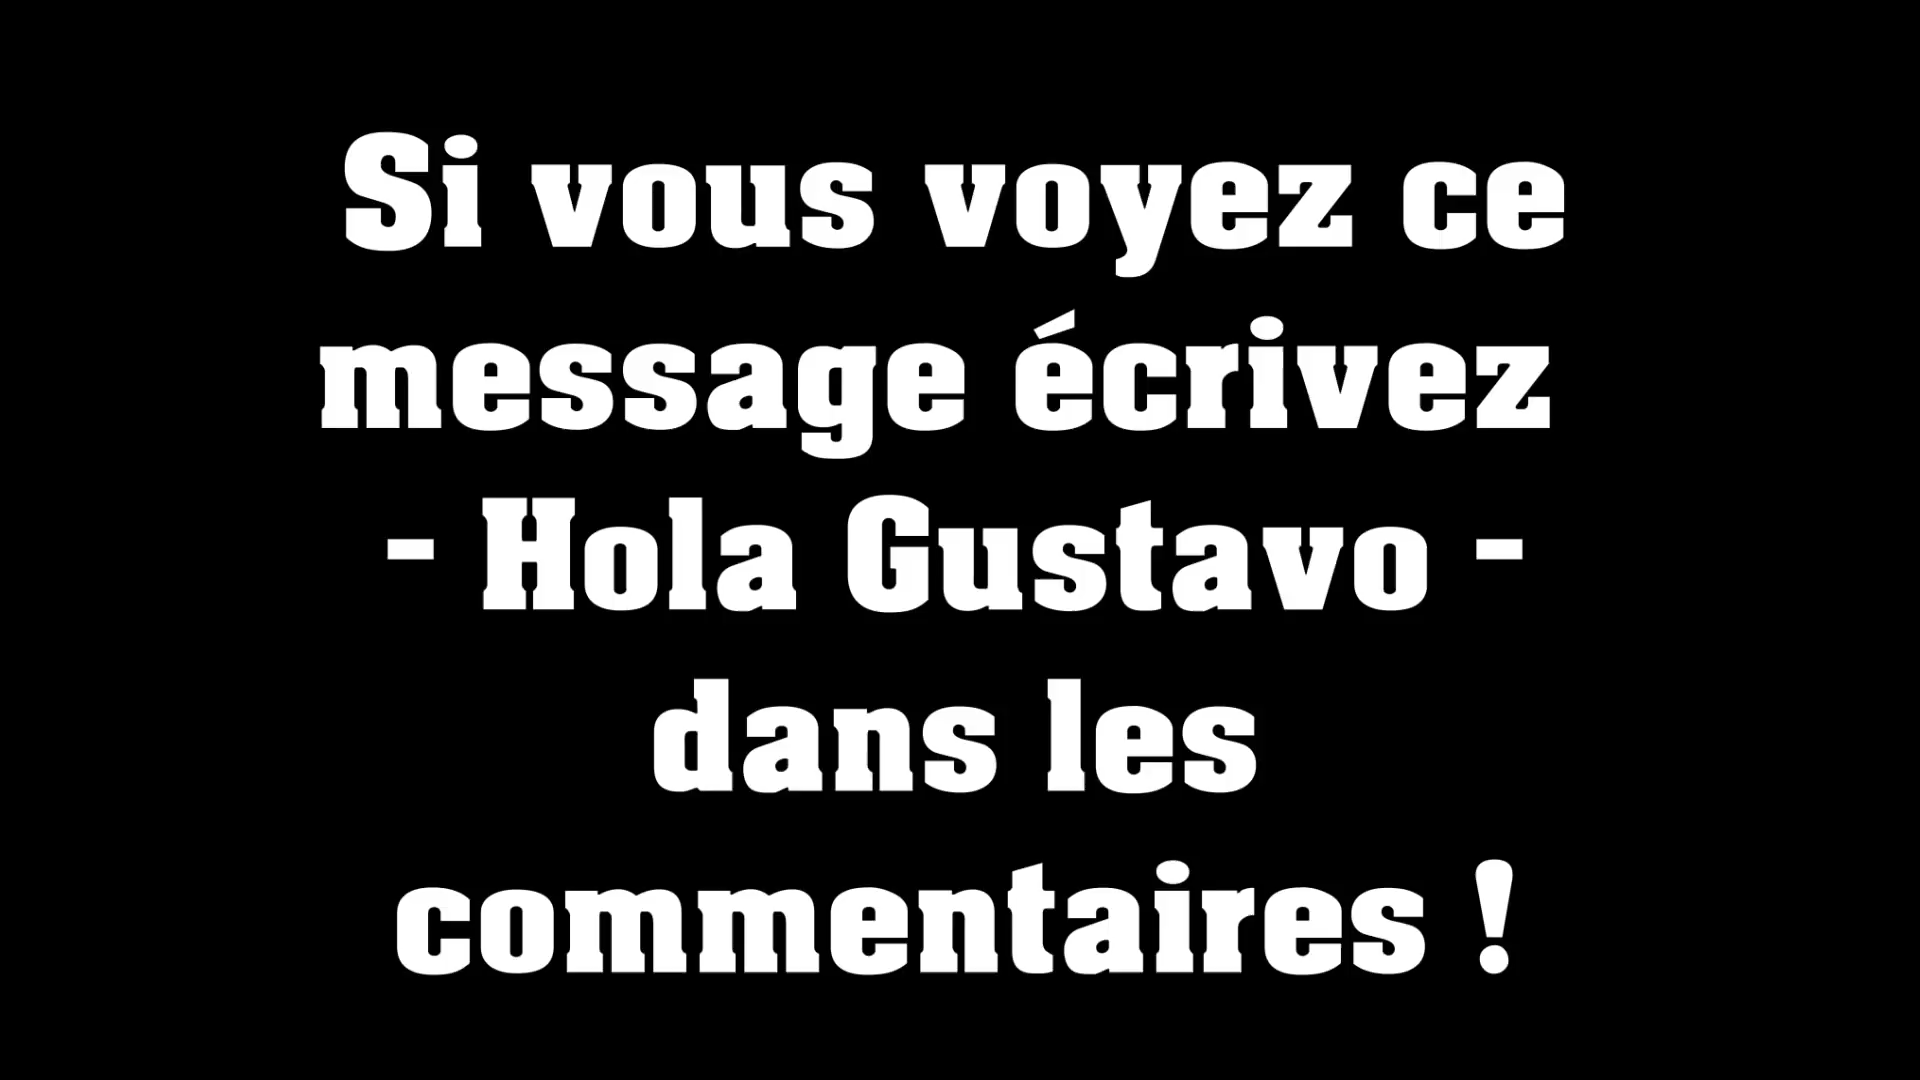 Si vous voyez ce
message écrivez
- Hola Gustavo -
dans les
commentaires !